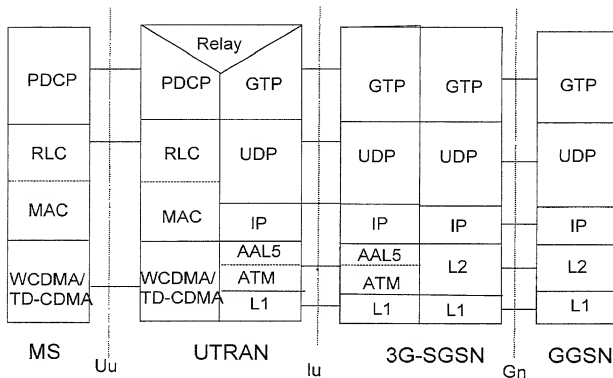 Relay
PDCP PDCP GTP GTP GTP GTP
RLC RLC UDP UDP UDP UDP
MAC MAC IP IP IP IP
AAL5 AAL5
WCDMA/ WCDMA/ L2 L2
TD-CDMA TD-CDMA ATM ATM
L1 L1 L1 L1
MS UTRAN 3G-SGSN GGSN
Uu Iu Gn